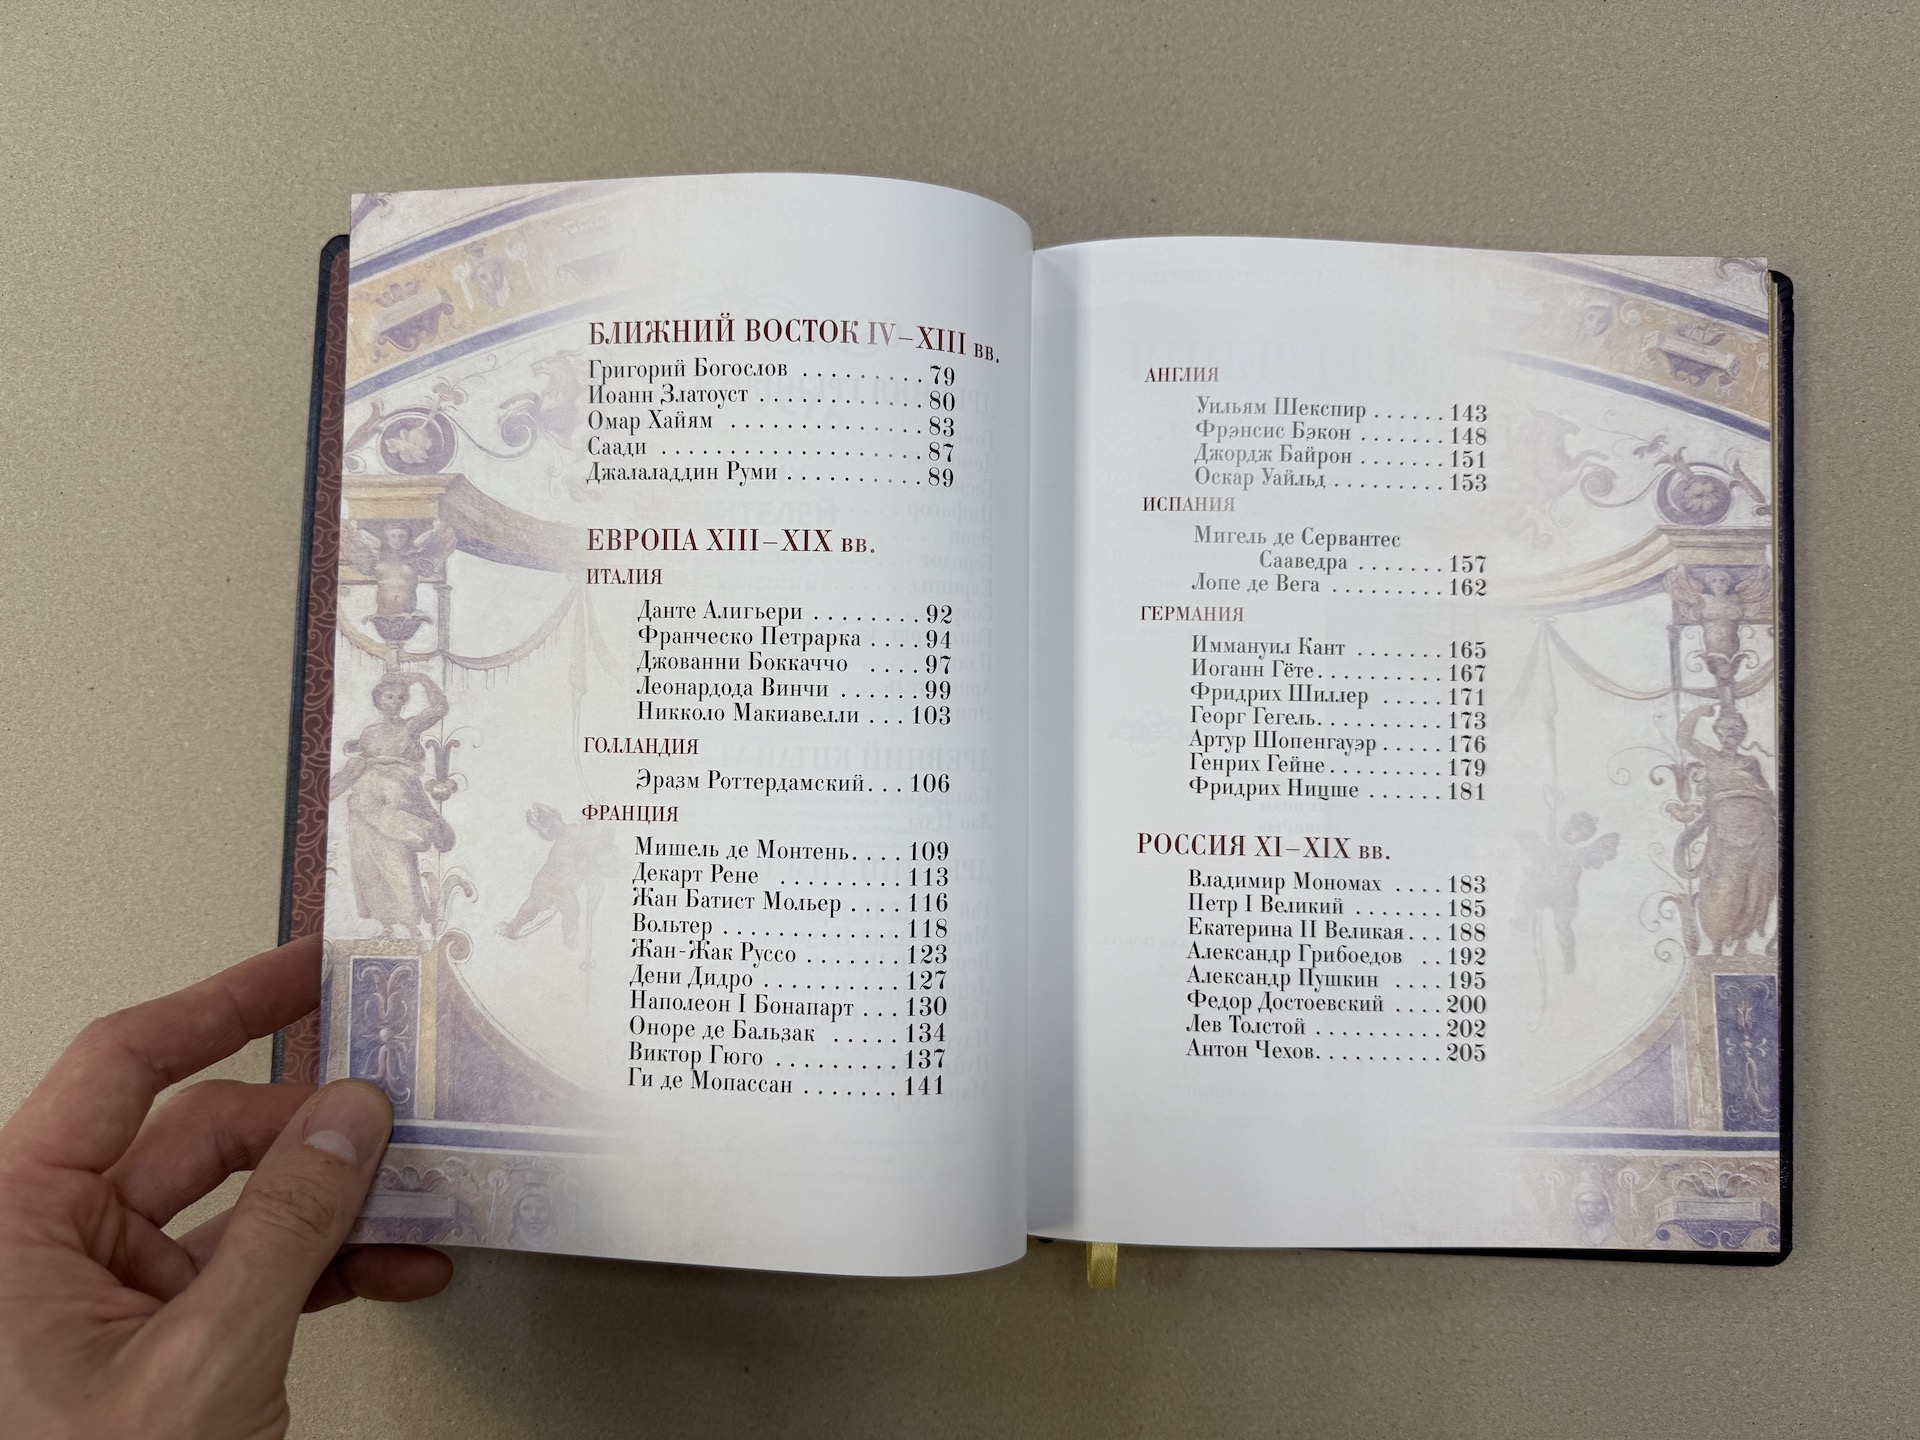 БЛИЖНИЙ ВОСТОК IV–XIII вв.
Григорий Богослов . . . . . . . . . 79
Иоанн Златоуст . . . . . . . . . . . . 80
Омар Хайям . . . . . . . . . . . . . . 83
Саади . . . . . . . . . . . . . . . . . . . 87
Джалаладдин Руми . . . . . . . . . . 89
ЕВРОПА XIII–XIX вв.
ИТАЛИЯ
Данте Алигьери . . . . . . . . 92
Франческо Петрарка . . . . 94
Джованни Боккаччо . . . . 97
Леонардода Винчи . . . . . . 99
Никколо Макиавелли . . . 103
ГОЛЛАНДИЯ
Эразм Роттердамский. . . 106
ФРАНЦИЯ
Мишель де Монтень. . . . 109
Декарт Рене . . . . . . . . . 113
Жан Батист Мольер . . . . 116
Вольтер . . . . . . . . . . . . . 118
Жан-Жак Руссо . . . . . . . 123
Дени Дидро . . . . . . . . . . 127
Наполеон I Бонапарт . . . 130
Оноре де Бальзак . . . . . 134
Виктор Гюго . . . . . . . . . 137
Ги де Мопассан . . . . . . . 141
АНГЛИЯ
Уильям Шекспир . . . . . . 143
Фрэнсис Бэкон . . . . . . . 148
Джордж Байрон . . . . . . . 151
Оскар Уайльд . . . . . . . . . 153
ИСПАНИЯ
Мигель де Сервантес
Сааведра . . . . . . . 157
Лопе де Вега . . . . . . . . . 162
ГЕРМАНИЯ
Иммануил Кант . . . . . . . 165
Иоганн Гёте. . . . . . . . . . 167
Фридрих Шиллер . . . . . 171
Георг Гегель. . . . . . . . . . 173
Артур Шопенгауэр . . . . . 176
Генрих Гейне . . . . . . . . . 179
Фридрих Ницше . . . . . . 181
РОССИЯ XI–XIX вв.
Владимир Мономах . . . . 183
Петр I Великий . . . . . . . 185
Екатерина II Великая . . . 188
Александр Грибоедов . . 192
Александр Пушкин . . . . 195
Федор Достоевский . . . . 200
Лев Толстой . . . . . . . . . . 202
Антон Чехов. . . . . . . . . . 205